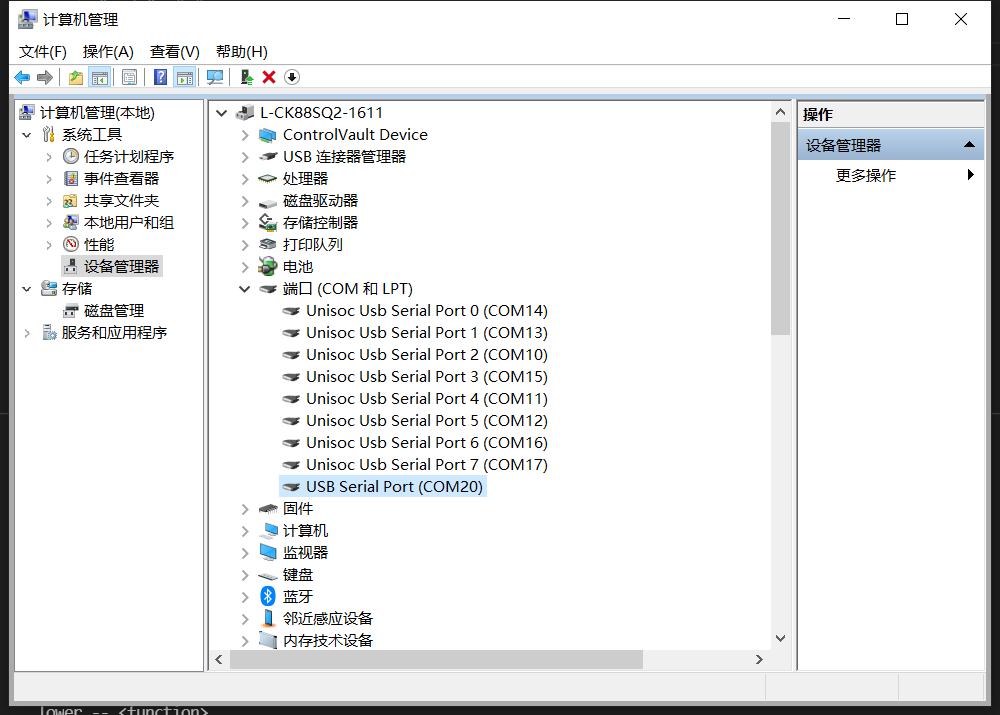 计算机管理
文件(F) 操作(A) 查看(V) 帮助(H)
计算机管理(本地)
系统工具
任务计划程序
事件查看器
共享文件夹
本地用户和组
性能
设备管理器
存储
磁盘管理
服务和应用程序
L-CK88SQ2-1611
ControlVault Device
USB 连接器管理器
处理器
磁盘驱动器
存储控制器
打印队列
电池
端口 (COM 和 LPT)
Unisoc Usb Serial Port 0 (COM14)
Unisoc Usb Serial Port 1 (COM13)
Unisoc Usb Serial Port 2 (COM10)
Unisoc Usb Serial Port 3 (COM15)
Unisoc Usb Serial Port 4 (COM11)
Unisoc Usb Serial Port 5 (COM12)
Unisoc Usb Serial Port 6 (COM16)
Unisoc Usb Serial Port 7 (COM17)
USB Serial Port (COM20)
固件
计算机
监视器
键盘
蓝牙
邻近感应设备
内存技术设备
操作
设备管理器
更多操作
lower -- <function>